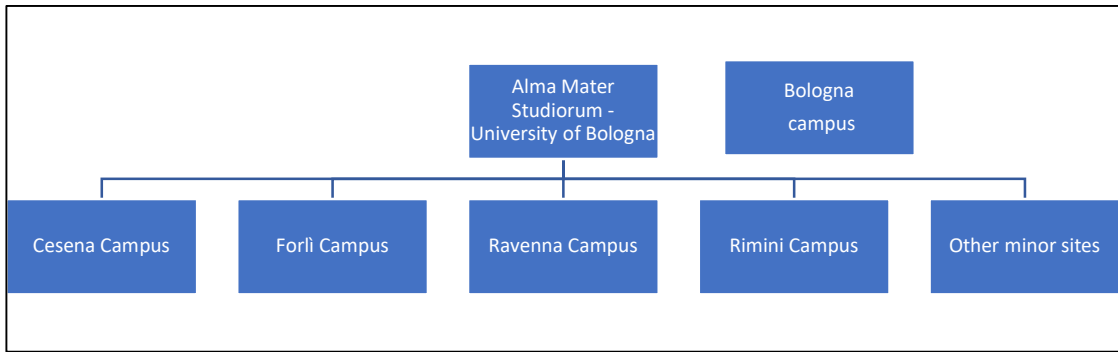 Alma Mater
Studiorum -
University of Bologna
Bologna
campus
Cesena Campus
Forlì Campus
Ravenna Campus
Rimini Campus
Other minor sites